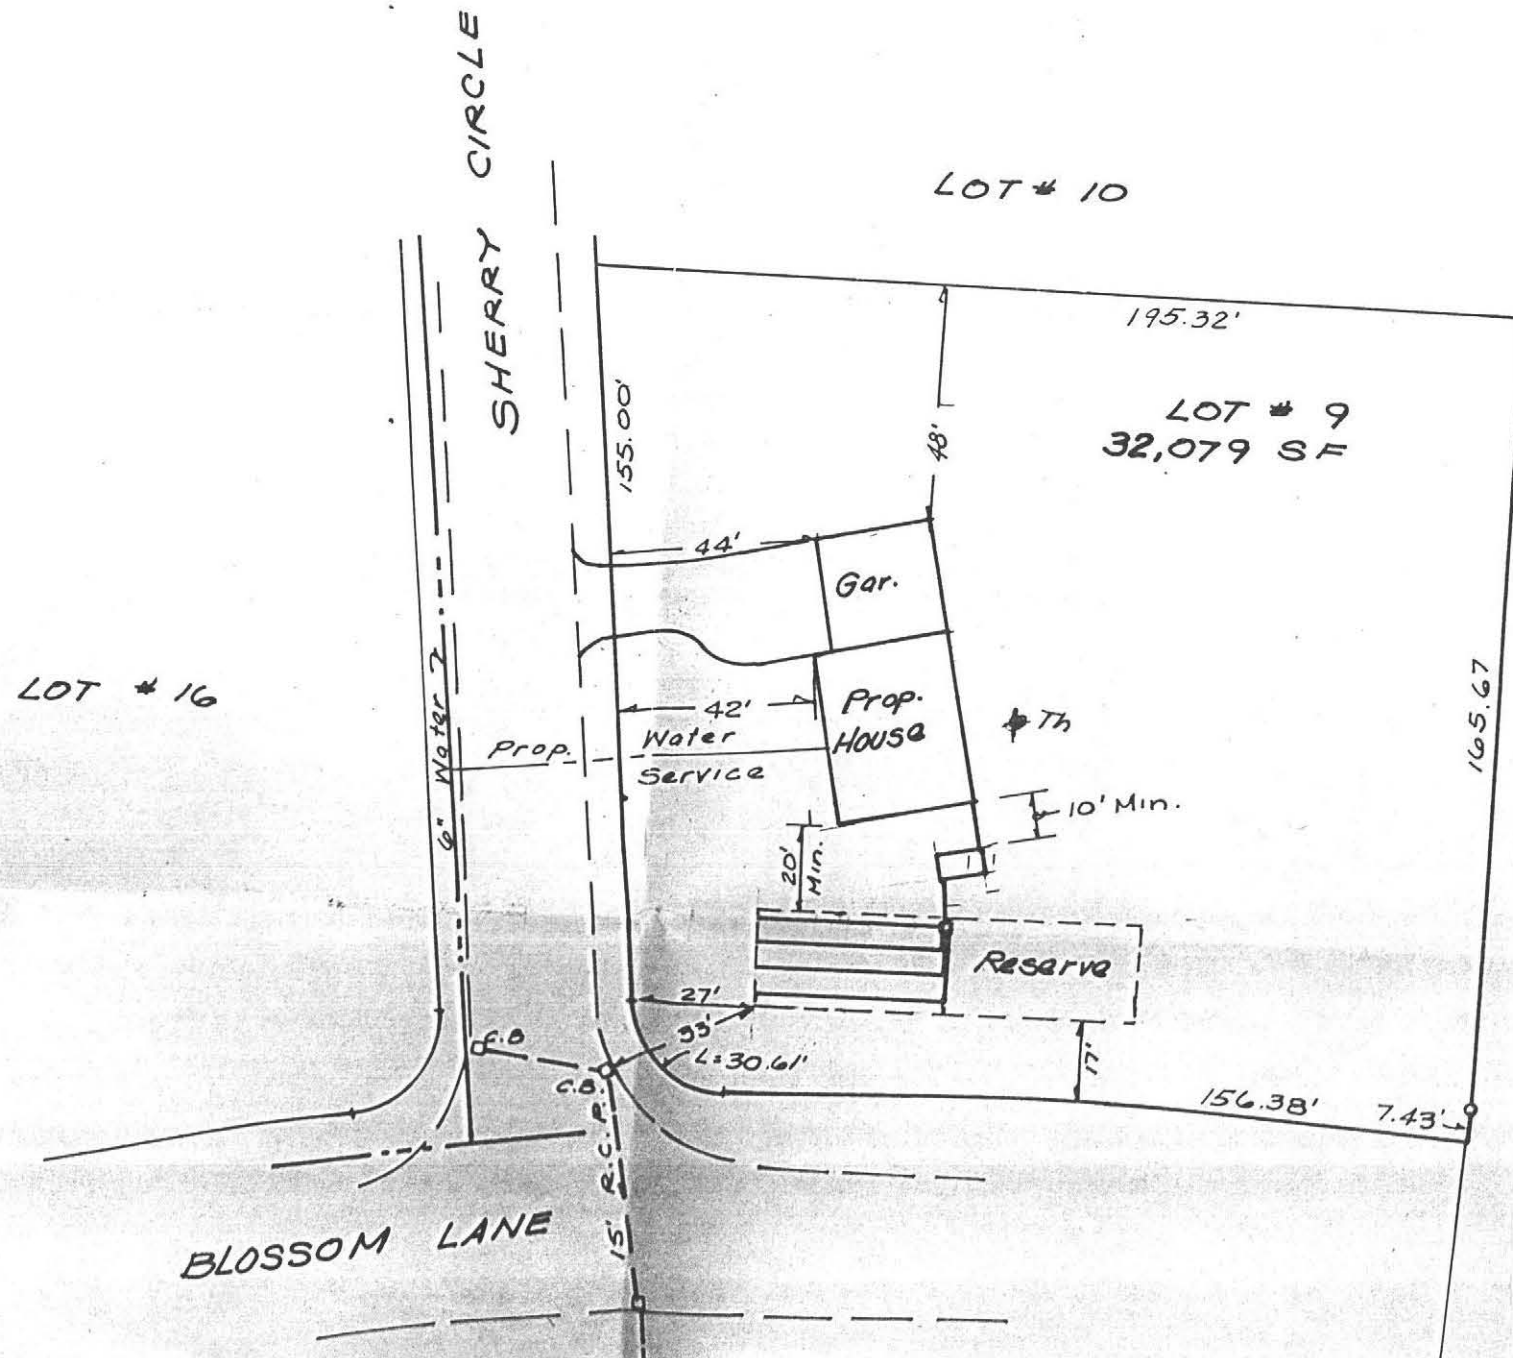 SHERRY CIRCLE
LOT # 10
195.32'
LOT # 9
32,079 SF
155.00'
48'
44'
Gar.
LOT # 16
6" Water
42'
Prop.
House
Th
165.67
Prop. Water
Service
10' Min.
20'
Min.
Reserve
27'
33'
C.B
C.B.
L=30.61'
17'
156.38'
7.43'
R.C.P.
15'
BLOSSOM LANE